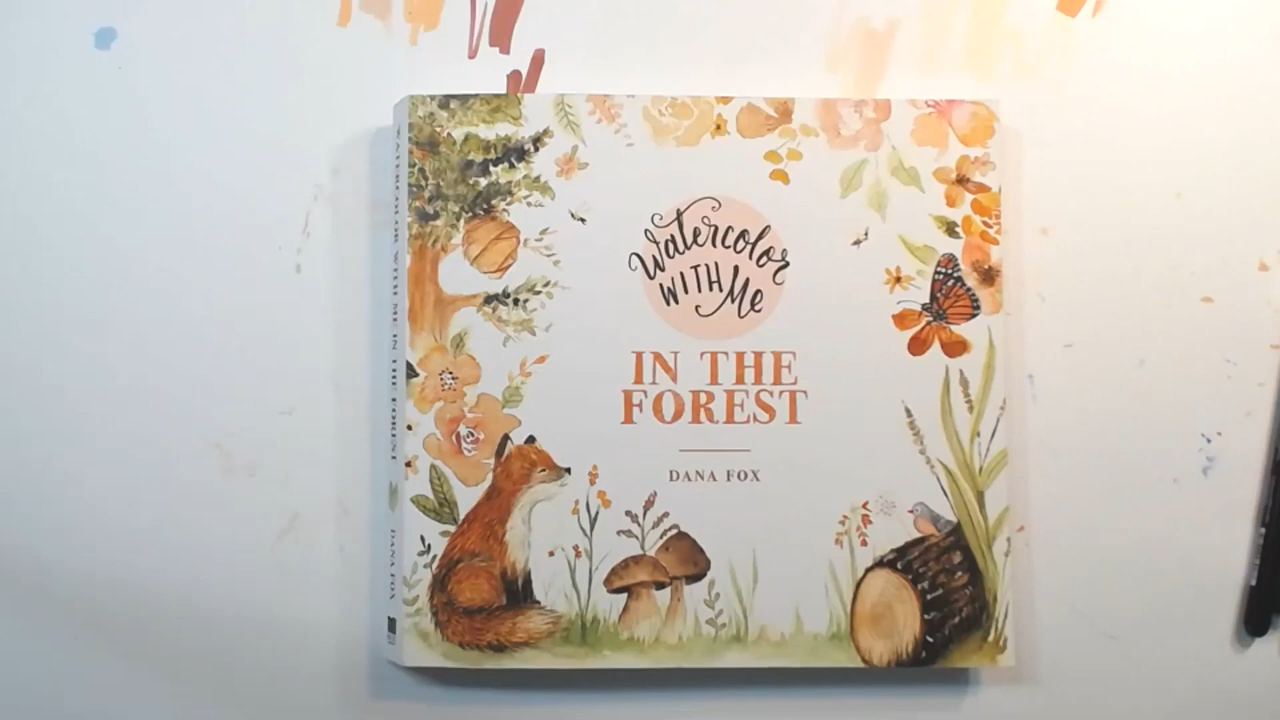 Watercolor
WITH Me
IN THE
FOREST
DANA FOX
WATERCOLOR WITH ME IN THE FOREST
DANA FOX